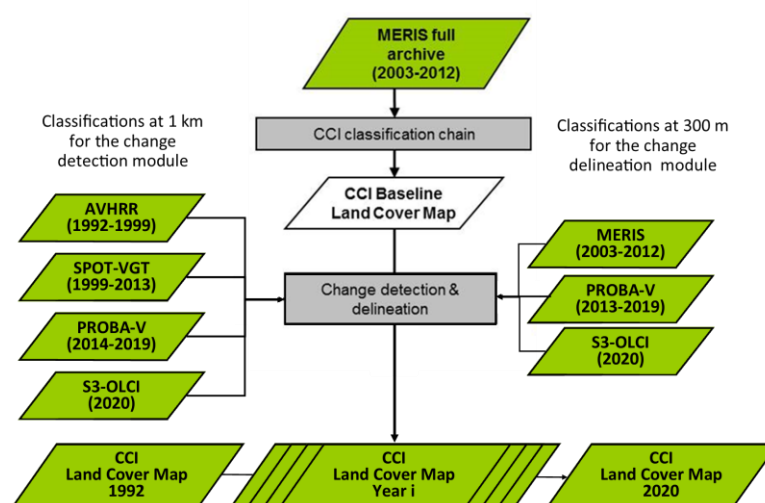 MERIS full
archive
(2003-2012)
Classifications at 1 km
for the change
detection module
CCI classification chain
Classifications at 300 m
for the change
delineation module
CCI Baseline
Land Cover Map
AVHRR
(1992-1999)
SPOT-VGT
(1999-2013)
PROBA-V
(2014-2019)
S3-OLCI
(2020)
Change detection &
delineation
MERIS
(2003-2012)
PROBA-V
(2013-2019)
S3-OLCI
(2020)
CCI
Land Cover Map
1992
CCI
Land Cover Map
Year i
CCI
Land Cover Map
2020